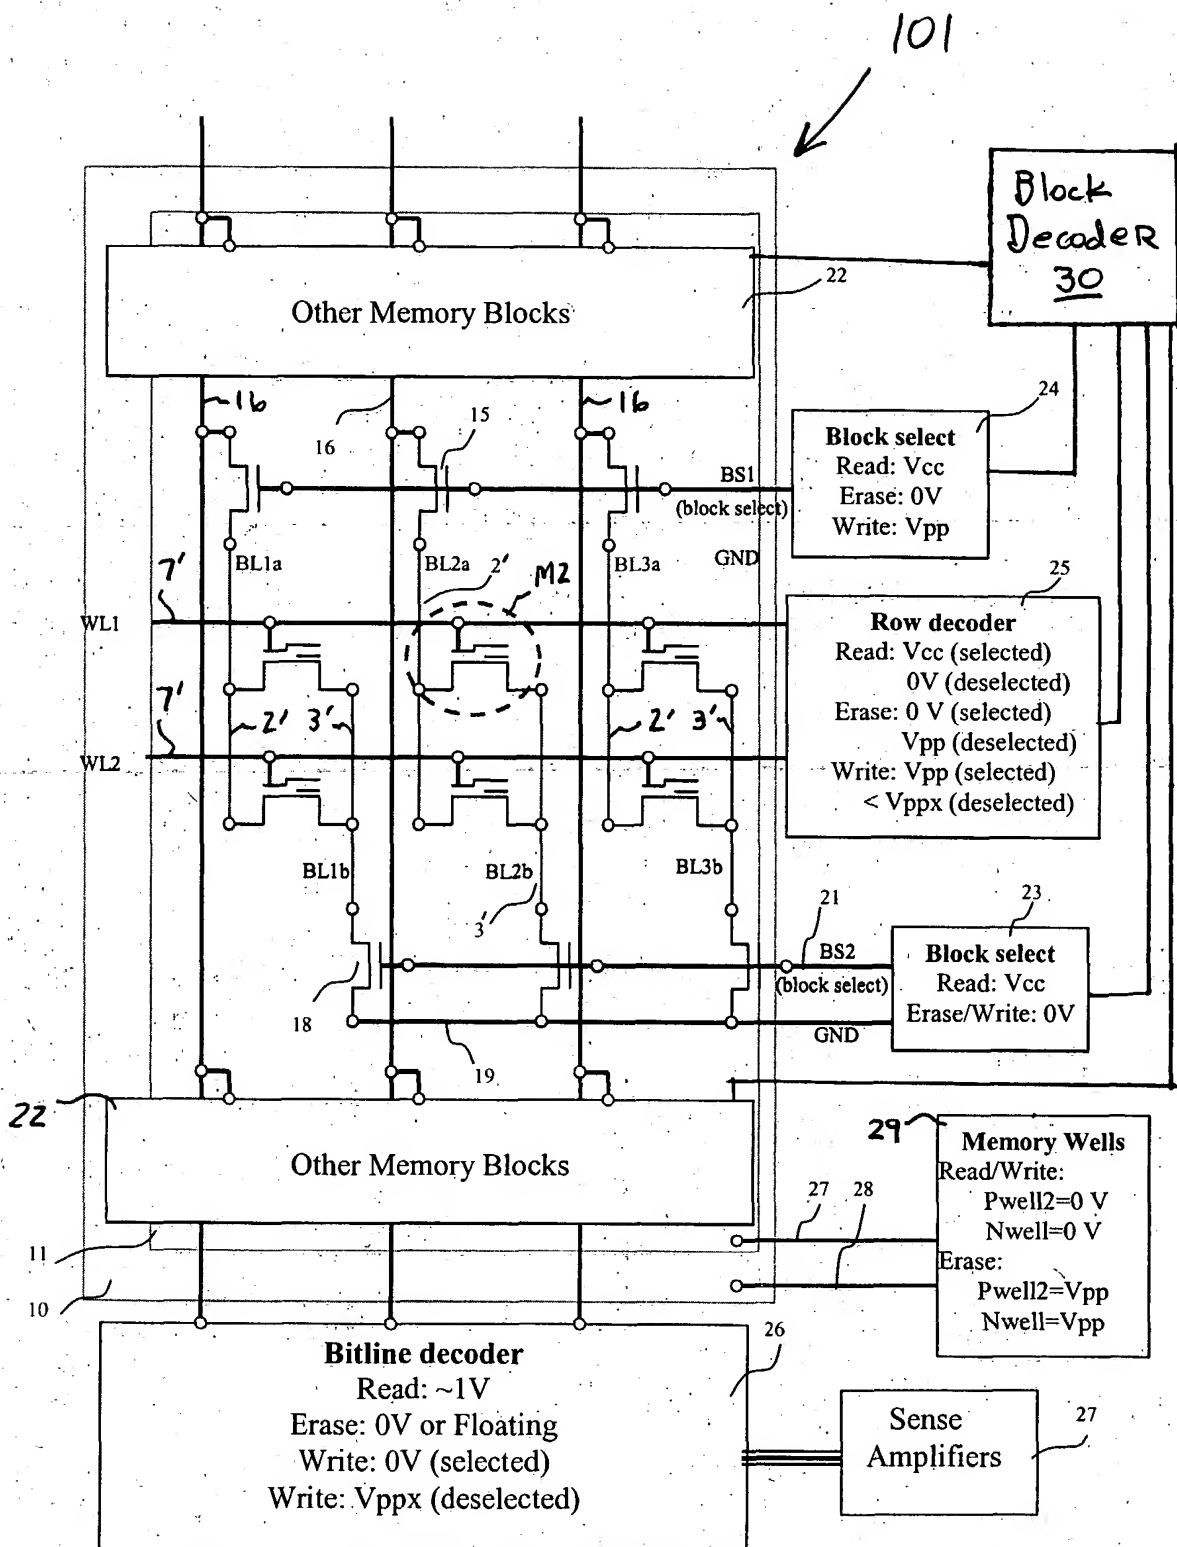 101
Block
Decoder
30
22
Other Memory Blocks
16
16
16
15
24
Block select
Read: Vcc
Erase: 0V
Write: Vpp
BS1
(block select)
BL1a
BL2a
2'
M2
BL3a
GND
7'
WL1
25
Row decoder
Read: Vcc (selected)
0V (deselected)
Erase: 0 V (selected)
Vpp (deselected)
Write: Vpp (selected)
< Vppx (deselected)
7'
2' 3'
2' 3'
WL2
BL1b
BL2b
BL3b
3'
21
BS2
(block select)
23
Block select
Read: Vcc
Erase/Write: 0V
18
19
GND
22
Other Memory Blocks
29
Memory Wells
Read/Write:
Pwell2=0 V
Nwell=0 V
Erase:
Pwell2=Vpp
Nwell=Vpp
27
28
11
10
26
Bitline decoder
Read: ~1V
Erase: 0V or Floating
Write: 0V (selected)
Write: Vppx (deselected)
Sense
Amplifiers
27